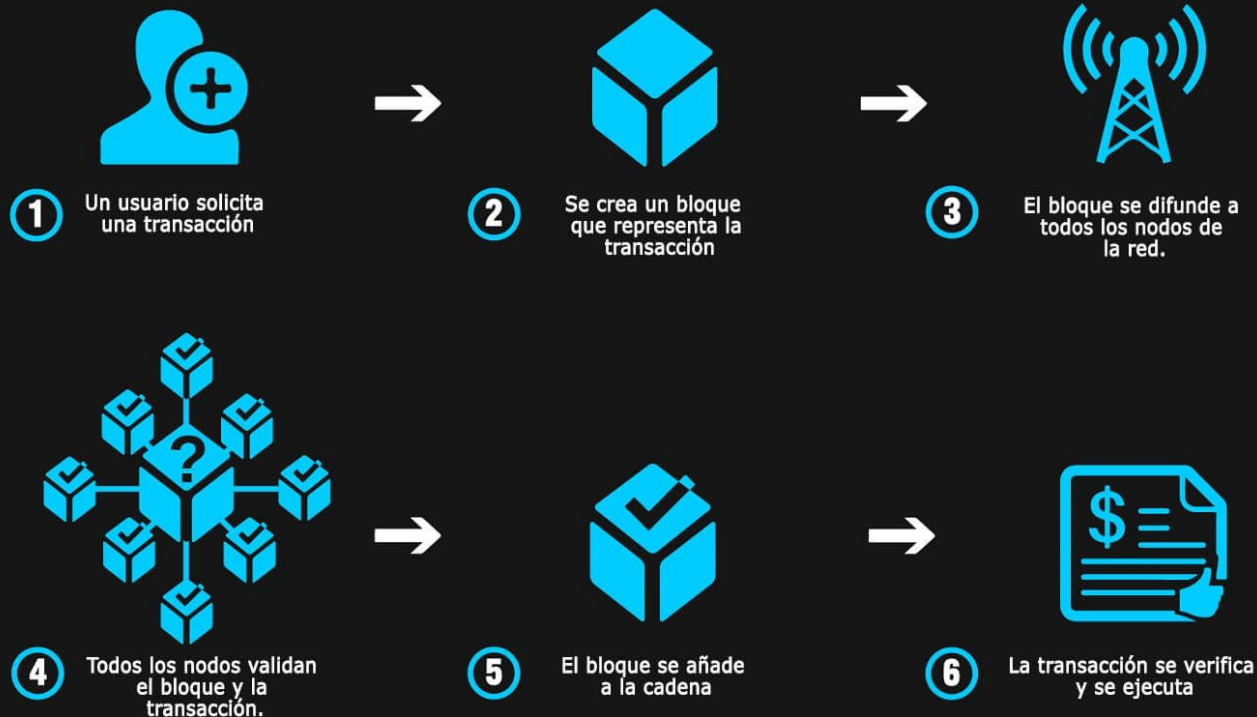 1
Un usuario solicita
una transacción
2
Se crea un bloque
que representa la
transacción
3
El bloque se difunde a
todos los nodos de
la red.
?
4
Todos los nodos validan
el bloque y la
transacción.
5
El bloque se añade
a la cadena
$
6
La transacción se verifica
y se ejecuta